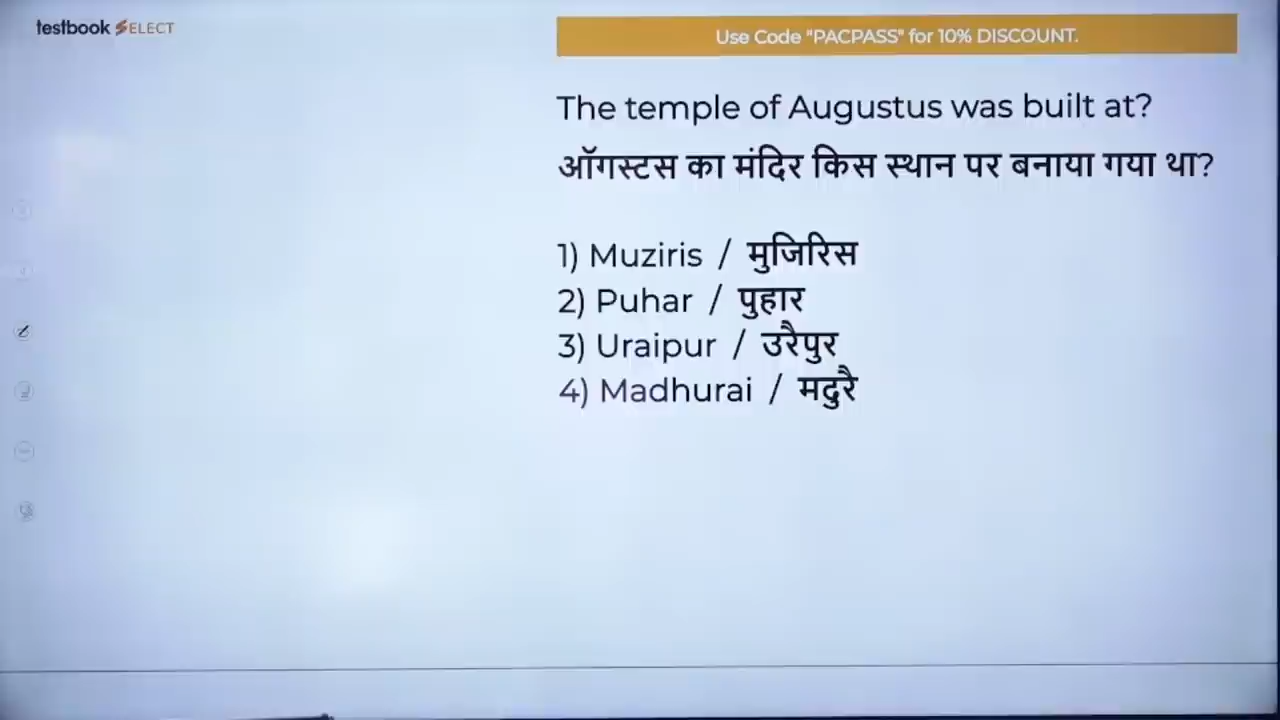 testbook SELECT
Use Code "PACPASS" for 10% DISCOUNT.
The temple of Augustus was built at?
ऑगस्टस का मंदिर किस स्थान पर बनाया गया था?
1) Muziris / मुजिरिस
2) Puhar / पुहार
3) Uraipur / उरैपुर
4) Madhurai / मदुरै